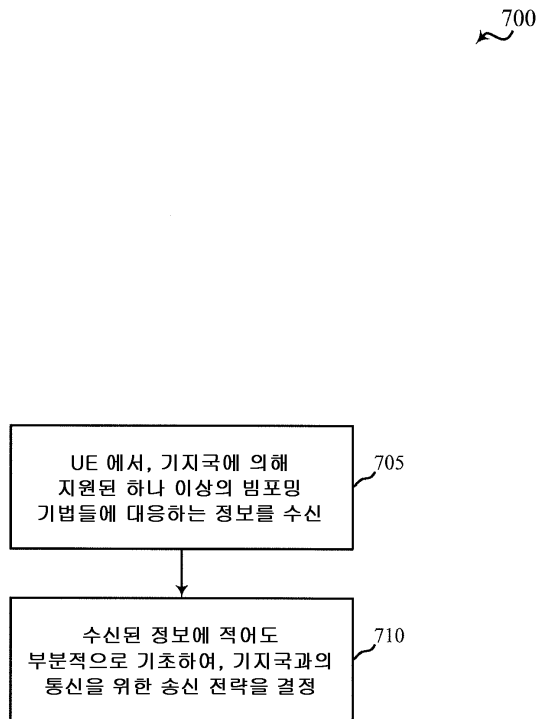 700
UE 에서, 기지국에 의해
지원된 하나 이상의 빔포밍
기법들에 대응하는 정보를 수신
705
수신된 정보에 적어도
부분적으로 기초하여, 기지국과의
통신을 위한 송신 전략을 결정
710